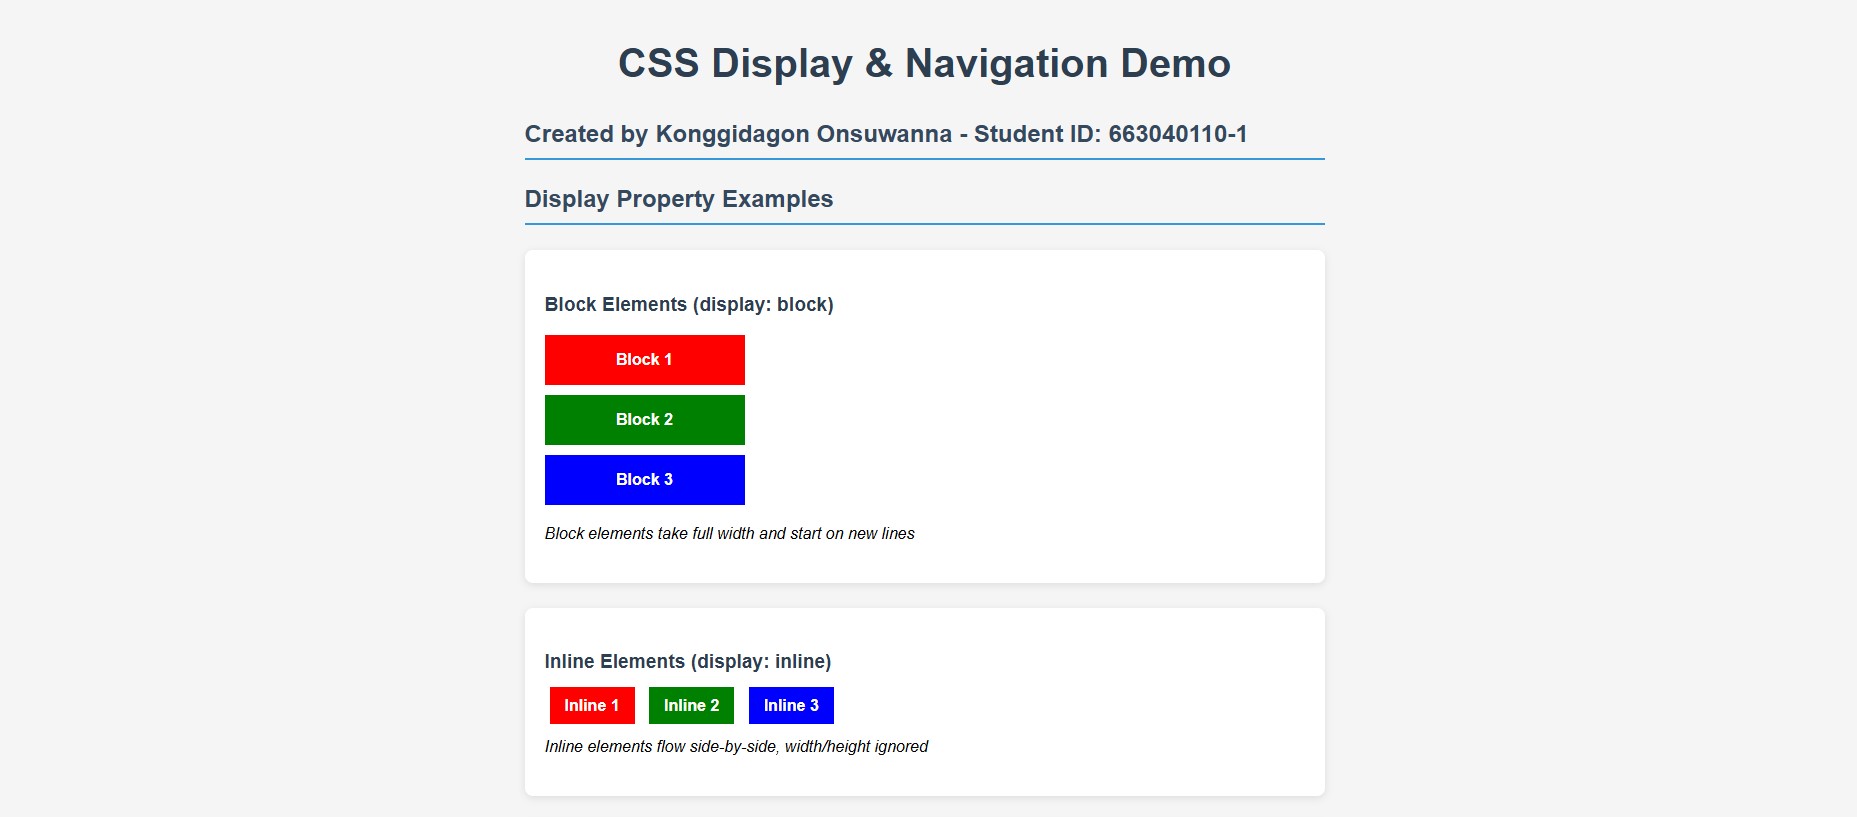 CSS Display & Navigation Demo
Created by Konggidagon Onsuwanna - Student ID: 663040110-1
Display Property Examples
Block Elements (display: block)
Block 1
Block 2
Block 3
Block elements take full width and start on new lines
Inline Elements (display: inline)
Inline 1 Inline 2 Inline 3
Inline elements flow side-by-side, width/height ignored